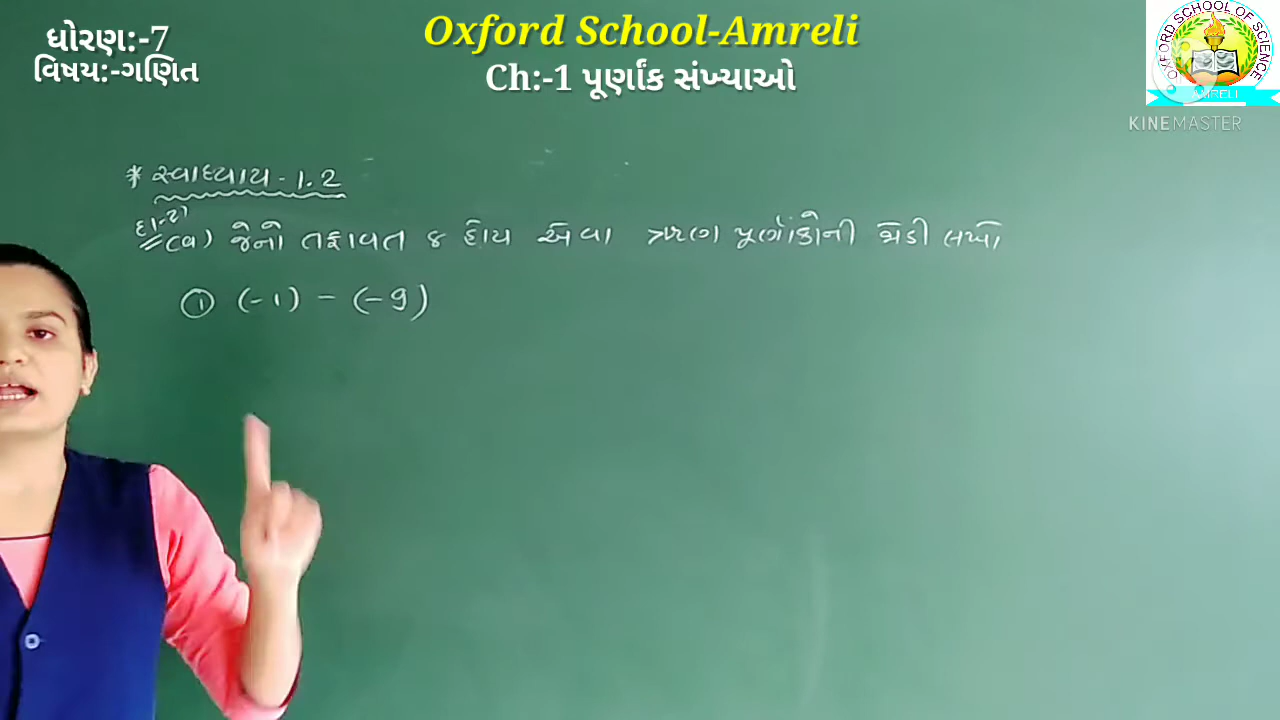 ધોરણ:-7
વિષય:-ગણિત
Oxford School-Amreli
Ch:-1 પૂર્ણાંક સંખ્યાઓ
OXFORD SCHOOL OF SCIENCE
AMRELI
KINEMASTER
* સ્વાધ્યાય - 1.2
દા-2) (a) જેનો તફાવત 8 હોય એવા ઋણ પૂર્ણાંકોની જોડી લખો
① (-1) - (-9)